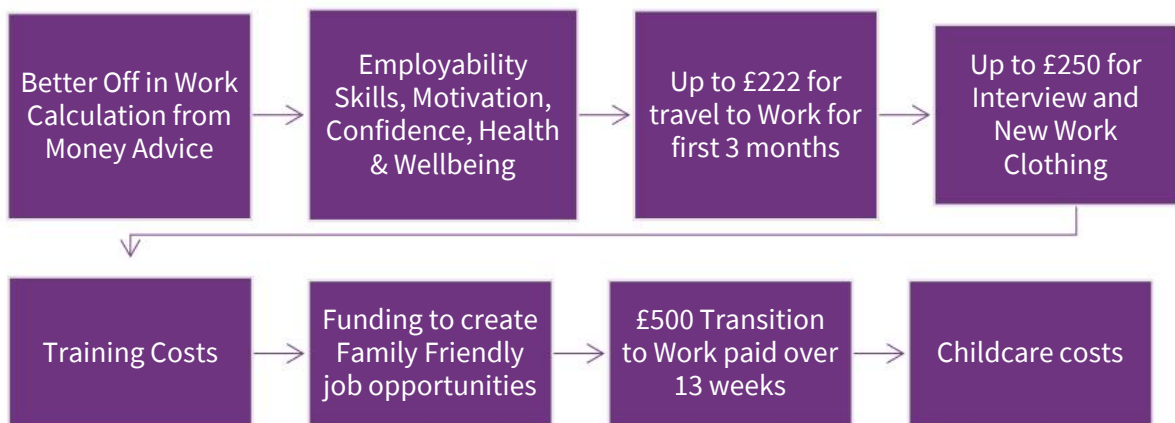 Better Off in Work
Calculation from
Money Advice
Employability
Skills, Motivation,
Confidence, Health
& Wellbeing
Up to £222 for
travel to Work for
first 3 months
Up to £250 for
Interview and
New Work
Clothing
Training Costs
Funding to create
Family Friendly
job opportunities
£500 Transition
to Work paid over
13 weeks
Childcare costs